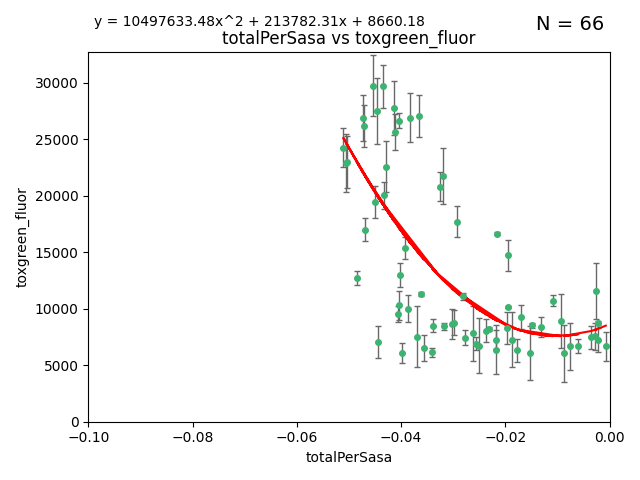 y = 10497633.48x^2 + 213782.31x + 8660.18
N = 66
totalPerSasa vs toxgreen_fluor
30000
25000
20000
15000
10000
5000
0
toxgreen_fluor
−0.10
−0.08
−0.06
−0.04
−0.02
0.00
totalPerSasa